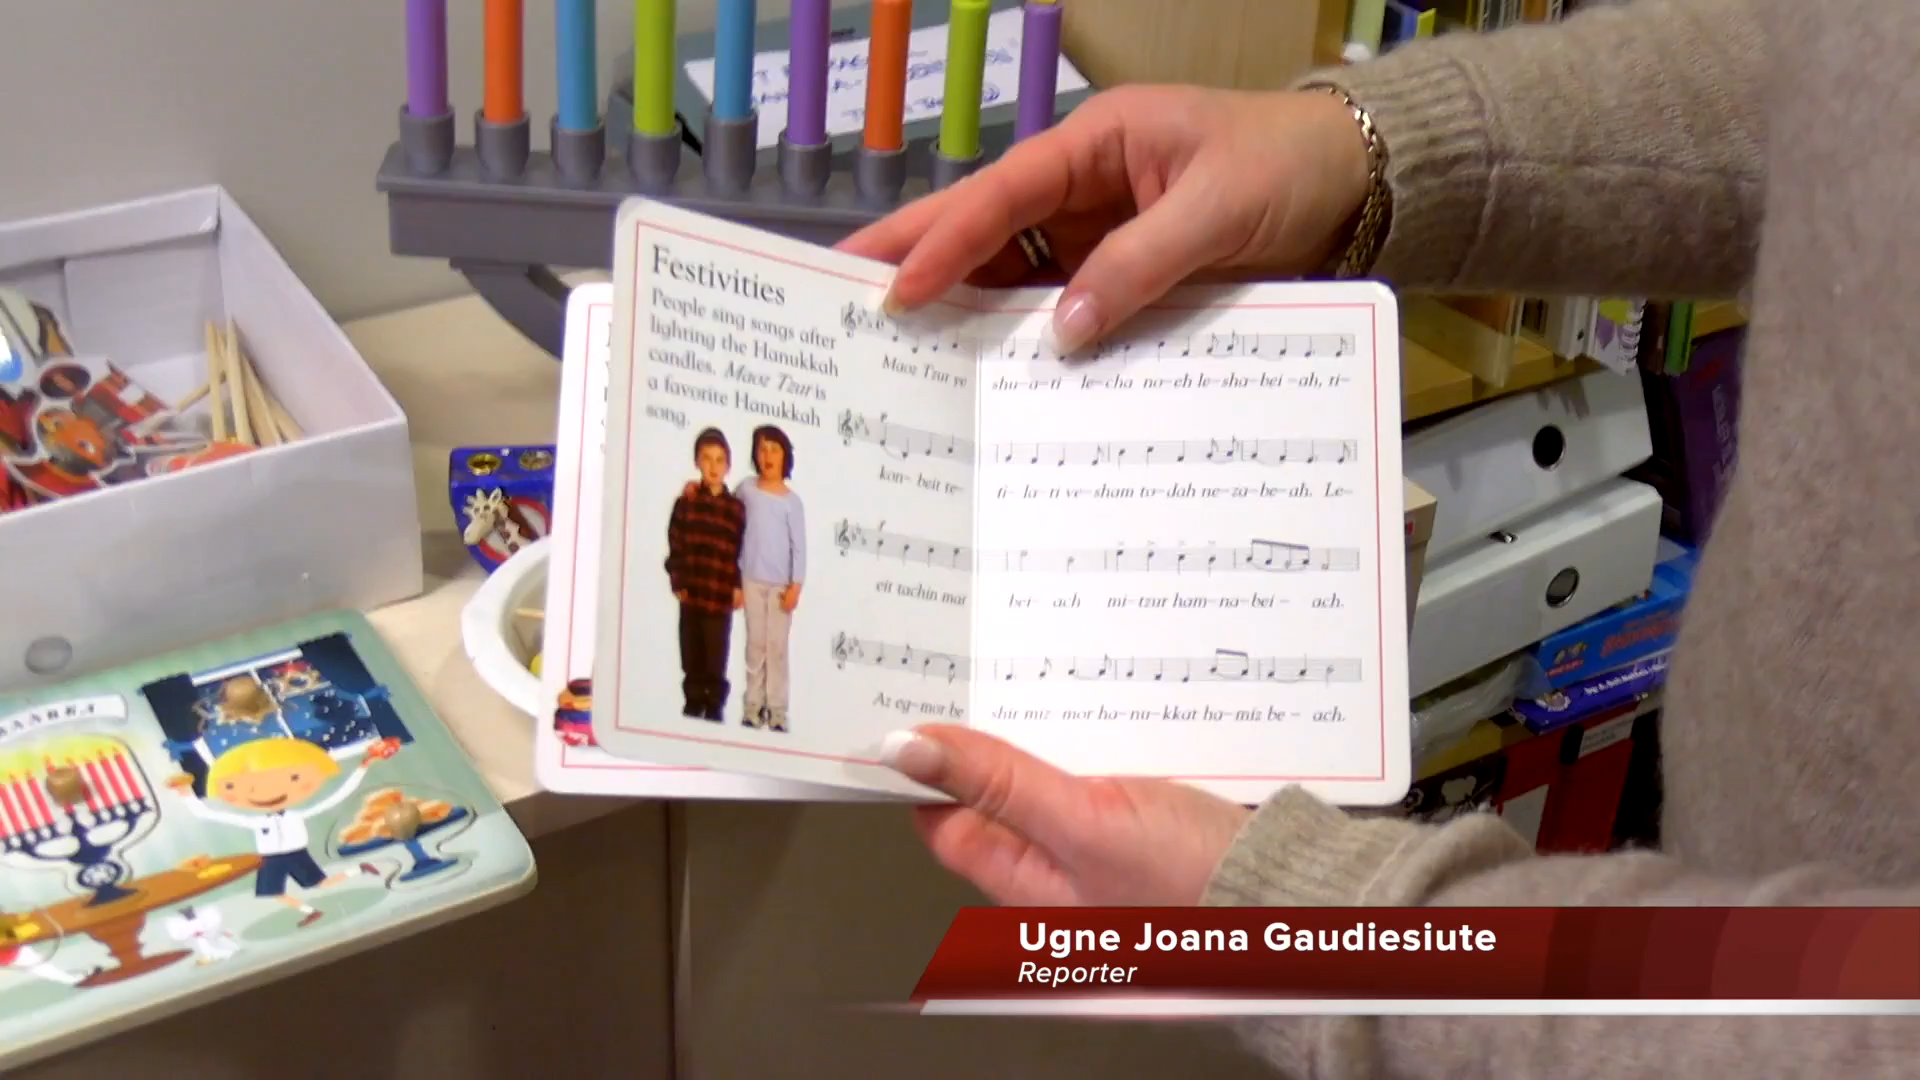 Festivities
People sing songs after
lighting the Hanukkah
candles. Maoz Tzur is
a favorite Hanukkah
song.
Maoz Tzur ye
shu-a-ti le-cha no-eh le-sha-bei-ah, ti-
kon- beit te-
ti- la-ti ve-sham to-dah ne-za-be-ah. Le-
eit tachin mat
bei- ach mi-tzur ham-na-bei- ach.
Az eg-mor be
shir miz-mor ha-nu-kkat ha-miz be- ach.
Ugne Joana Gaudiesiute
Reporter